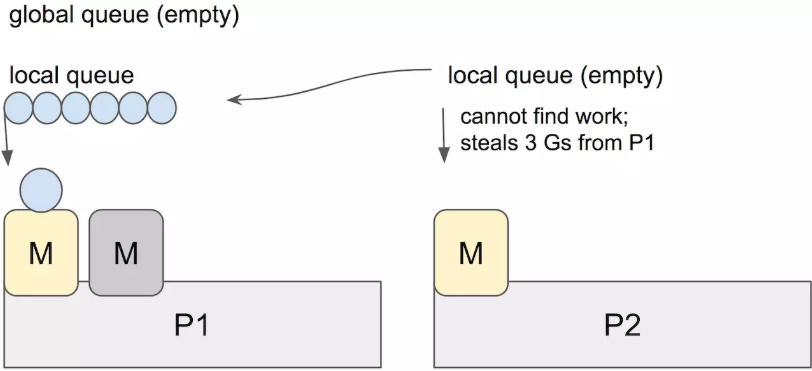 global queue (empty)
local queue
local queue (empty)
cannot find work;
steals 3 Gs from P1
M
M
M
P1
P2